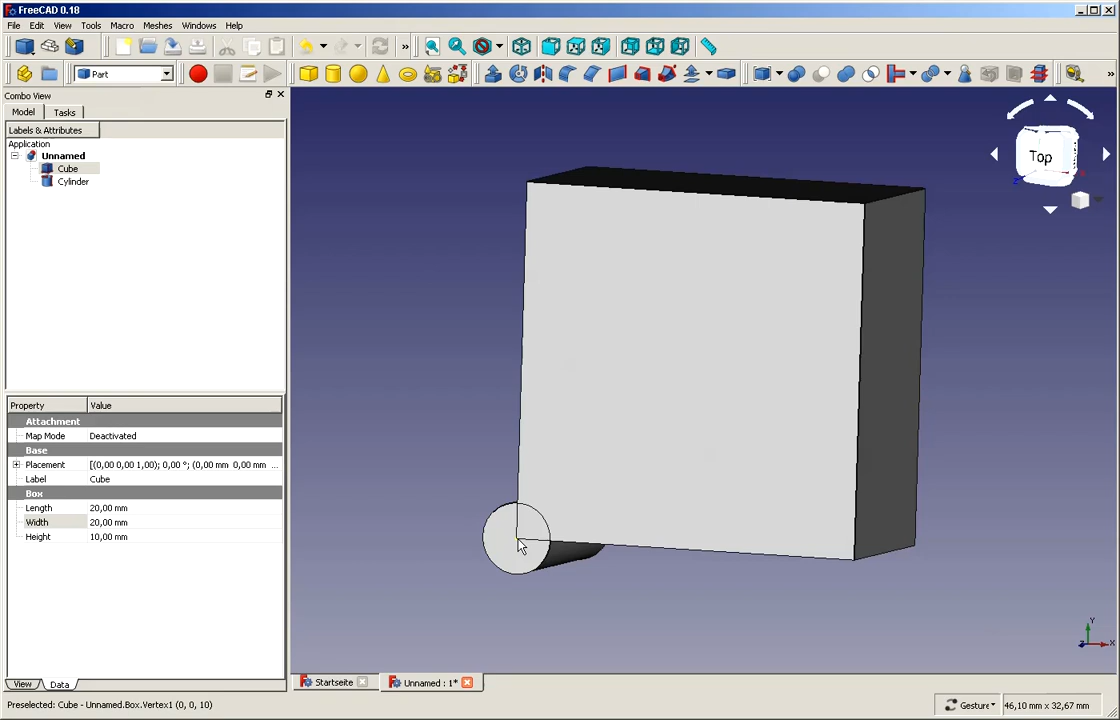 FreeCAD 0.18
File Edit View Tools Macro Meshes Windows Help
Part
Combo View
Model Tasks
Labels & Attributes
Application
Unnamed
Cube
Cylinder
Top
Z
Property Value
Attachment
Map Mode Deactivated
Base
Placement [(0,00 0,00 1,00); 0,00 °; (0,00 mm 0,00 mm ...
Label Cube
Box
Length 20,00 mm
Width 20,00 mm
Height 10,00 mm
Y
X
Z
View Data
Startseite Unnamed : 1*
Preselected: Cube - Unnamed.Box.Vertex1 (0, 0, 10)
Gesture 46,10 mm x 32,67 mm